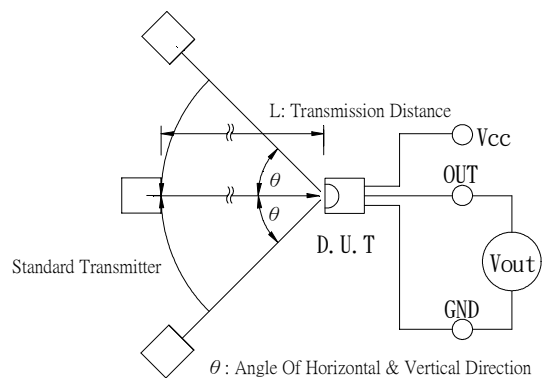 L: Transmission Distance
Vcc
θ
OUT
θ
D.U.T
Standard Transmitter
Vout
GND
θ: Angle Of Horizontal & Vertical Direction